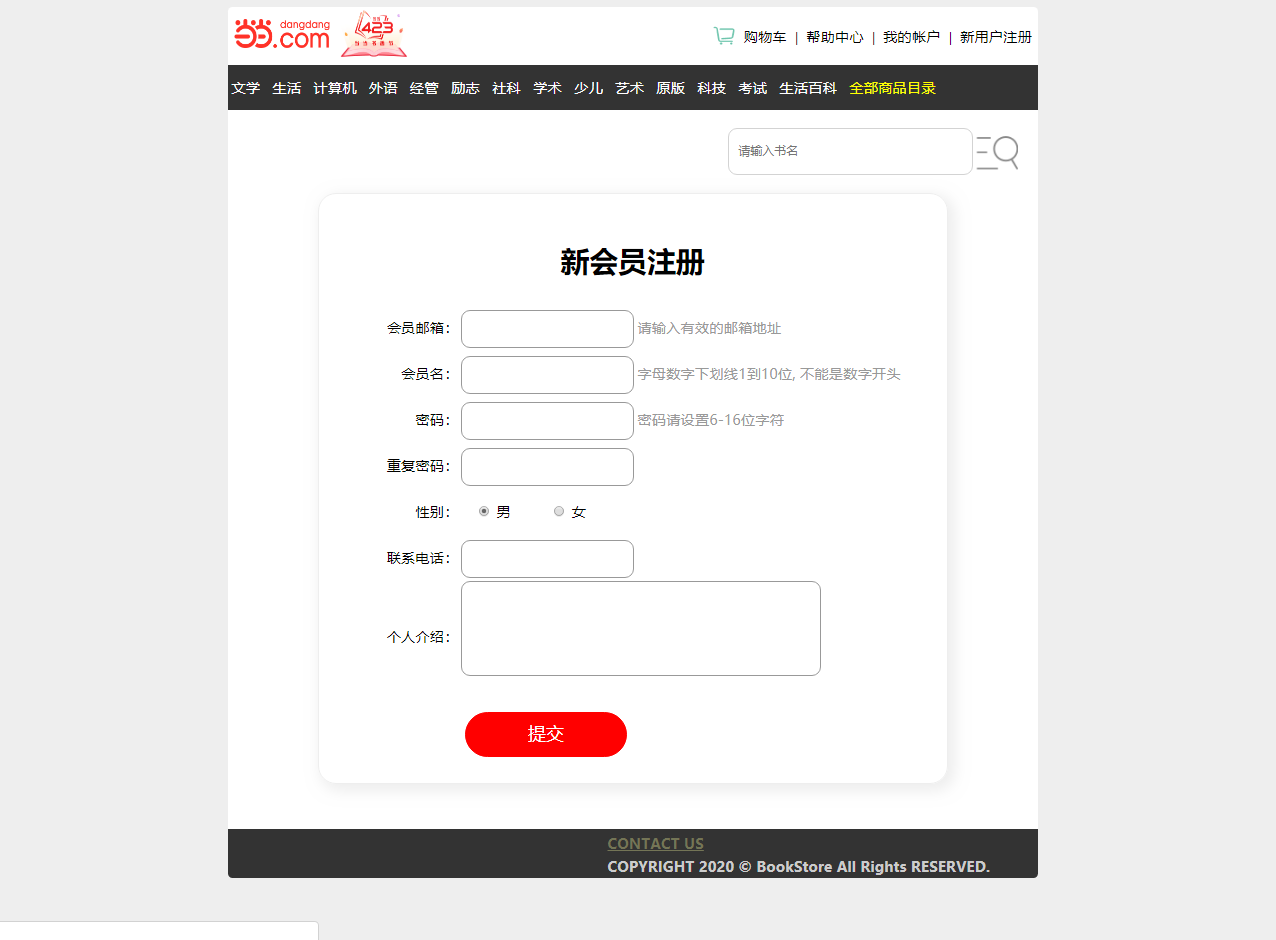 当当.com dangdang 423
购物车 | 帮助中心 | 我的帐户 | 新用户注册
文学 生活 计算机 外语 经管 励志 社科 学术 少儿 艺术 原版 科技 考试 生活百科 全部商品目录
请输入书名
新会员注册
会员邮箱: 请输入有效的邮箱地址
会员名: 字母数字下划线1到10位, 不能是数字开头
密码: 密码请设置6-16位字符
重复密码:
性别: 男 女
联系电话:
个人介绍:
提交
CONTACT US
COPYRIGHT 2020 © BookStore All Rights RESERVED.